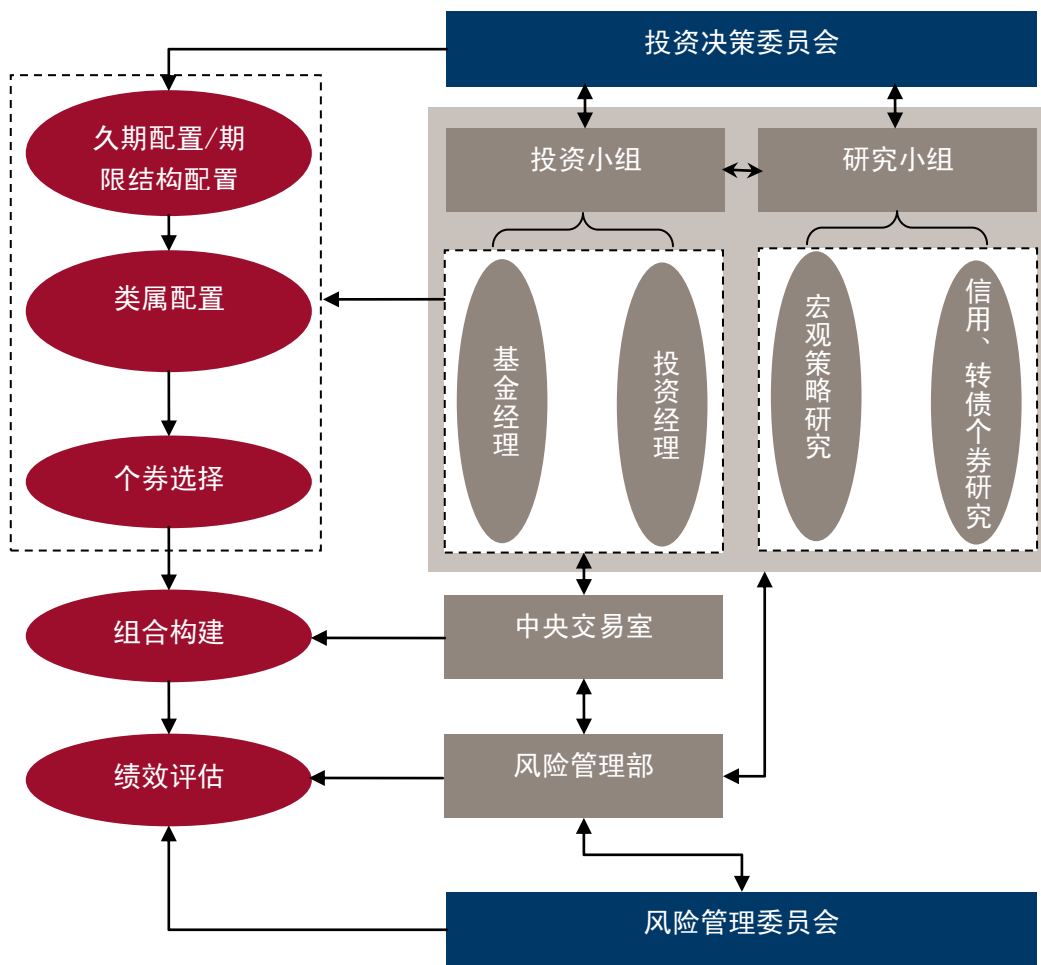 投资决策委员会
久期配置/期
限结构配置
投资小组
研究小组
类属配置
基金经理
投资经理
宏观策略研究
信用、转债个券研究
个券选择
组合构建
中央交易室
绩效评估
风险管理部
风险管理委员会